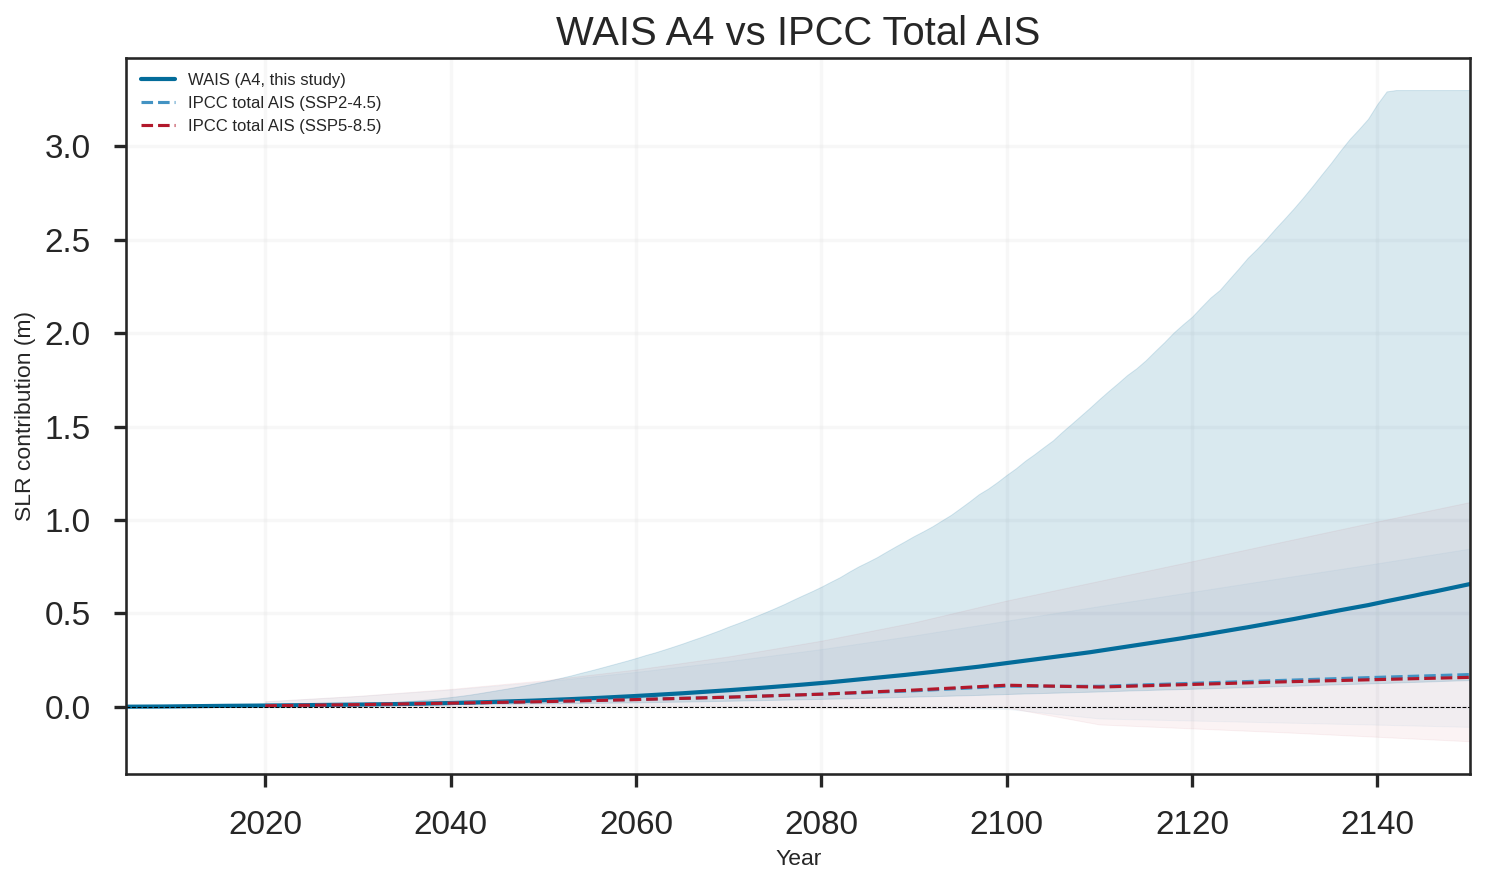 WAIS A4 vs IPCC Total AIS
WAIS (A4, this study)
IPCC total AIS (SSP2-4.5)
IPCC total AIS (SSP5-8.5)
SLR contribution (m)
3.0
2.5
2.0
1.5
1.0
0.5
0.0
2020 2040 2060 2080 2100 2120 2140
Year